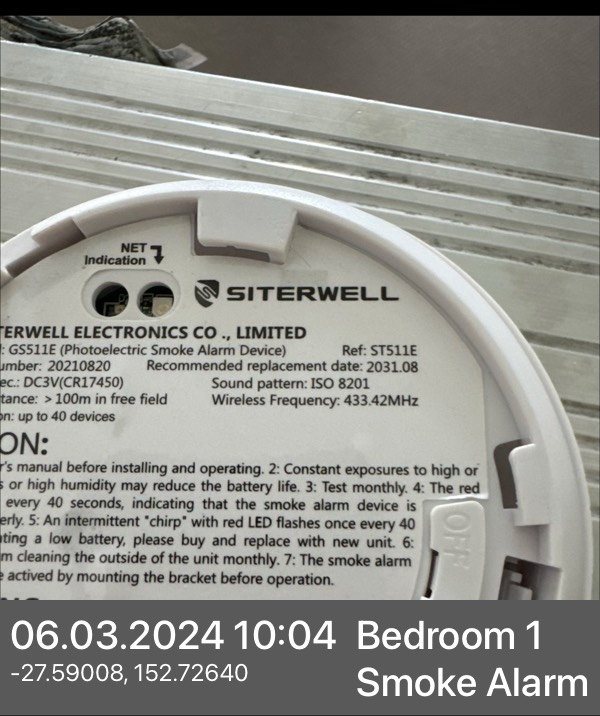 NET
Indication
SITERWELL
TERWELL ELECTRONICS CO ., LIMITED
: GS511E (Photoelectric Smoke Alarm Device) Ref: ST511E
umber: 20210820 Recommended replacement date: 2031.08
ec.: DC3V(CR17450) Sound pattern: ISO 8201
tance: >100m in free field Wireless Frequency: 433.42MHz
on: up to 40 devices
ON:
r's manual before installing and operating. 2: Constant exposures to high or
s or high humidity may reduce the battery life. 3: Test monthly. 4: The red
every 40 seconds, indicating that the smoke alarm device is
erly. 5: An intermittent "chirp" with red LED flashes once every 40
ting a low battery, please buy and replace with new unit. 6:
m cleaning the outside of the unit monthly. 7: The smoke alarm
e actived by mounting the bracket before operation.
OFF
06.03.2024 10:04 Bedroom 1
-27.59008, 152.72640
Smoke Alarm